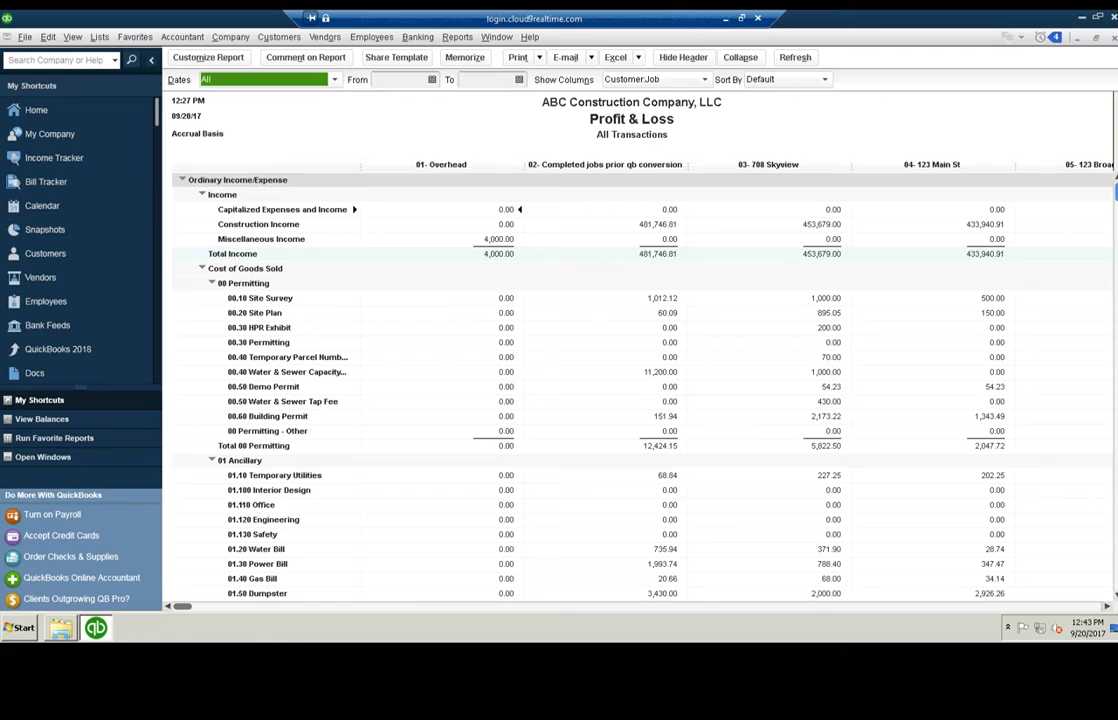 login.cloud9realtime.com
File Edit View Lists Favorites Accountant Company Customers Vendors Employees Banking Reports Window Help
4
Search Company or Help
Customize Report Comment on Report Share Template Memorize Print E-mail Excel Hide Header Collapse Refresh
Dates All From To Show Columns Customer:Job Sort By Default
My Shortcuts
Home
My Company
Income Tracker
Bill Tracker
Calendar
Snapshots
Customers
Vendors
Employees
Bank Feeds
QuickBooks 2018
Docs
My Shortcuts
View Balances
Run Favorite Reports
Open Windows
Do More With QuickBooks
Turn on Payroll
Accept Credit Cards
Order Checks & Supplies
QuickBooks Online Accountant
Clients Outgrowing QB Pro?
12:27 PM
09/20/17
Accrual Basis
ABC Construction Company, LLC
Profit & Loss
All Transactions
01- Overhead 02- Completed jobs prior qb conversion 03- 708 Skyview 04- 123 Main St 05- 123 Broa
Ordinary Income/Expense
Income
Capitalized Expenses and Income 0.00 0.00 0.00 0.00
Construction Income 0.00 481,746.81 453,679.00 433,940.91
Miscellaneous Income 4,000.00 0.00 0.00 0.00
Total Income 4,000.00 481,746.81 453,679.00 433,940.91
Cost of Goods Sold
00 Permitting
00.10 Site Survey 0.00 1,012.12 1,000.00 500.00
00.20 Site Plan 0.00 60.09 895.05 150.00
00.30 HPR Exhibit 0.00 0.00 200.00 0.00
00.30 Permitting 0.00 0.00 0.00 0.00
00.40 Temporary Parcel Numb... 0.00 0.00 70.00 0.00
00.40 Water & Sewer Capacity... 0.00 11,200.00 1,000.00 0.00
00.50 Demo Permit 0.00 0.00 54.23 54.23
00.50 Water & Sewer Tap Fee 0.00 0.00 430.00 0.00
00.60 Building Permit 0.00 151.94 2,173.22 1,343.49
00 Permitting - Other 0.00 0.00 0.00 0.00
Total 00 Permitting 0.00 12,424.15 5,822.50 2,047.72
01 Ancillary
01.10 Temporary Utilities 0.00 68.84 227.25 202.25
01.100 Interior Design 0.00 0.00 0.00 0.00
01.110 Office 0.00 0.00 0.00 0.00
01.120 Engineering 0.00 0.00 0.00 0.00
01.130 Safety 0.00 0.00 0.00 0.00
01.20 Water Bill 0.00 735.94 371.90 28.74
01.30 Power Bill 0.00 1,993.74 788.40 347.47
01.40 Gas Bill 0.00 20.66 68.00 34.14
01.50 Dumpster 0.00 3,430.00 2,000.00 2,926.26
Start
qb
12:43 PM
9/20/2017